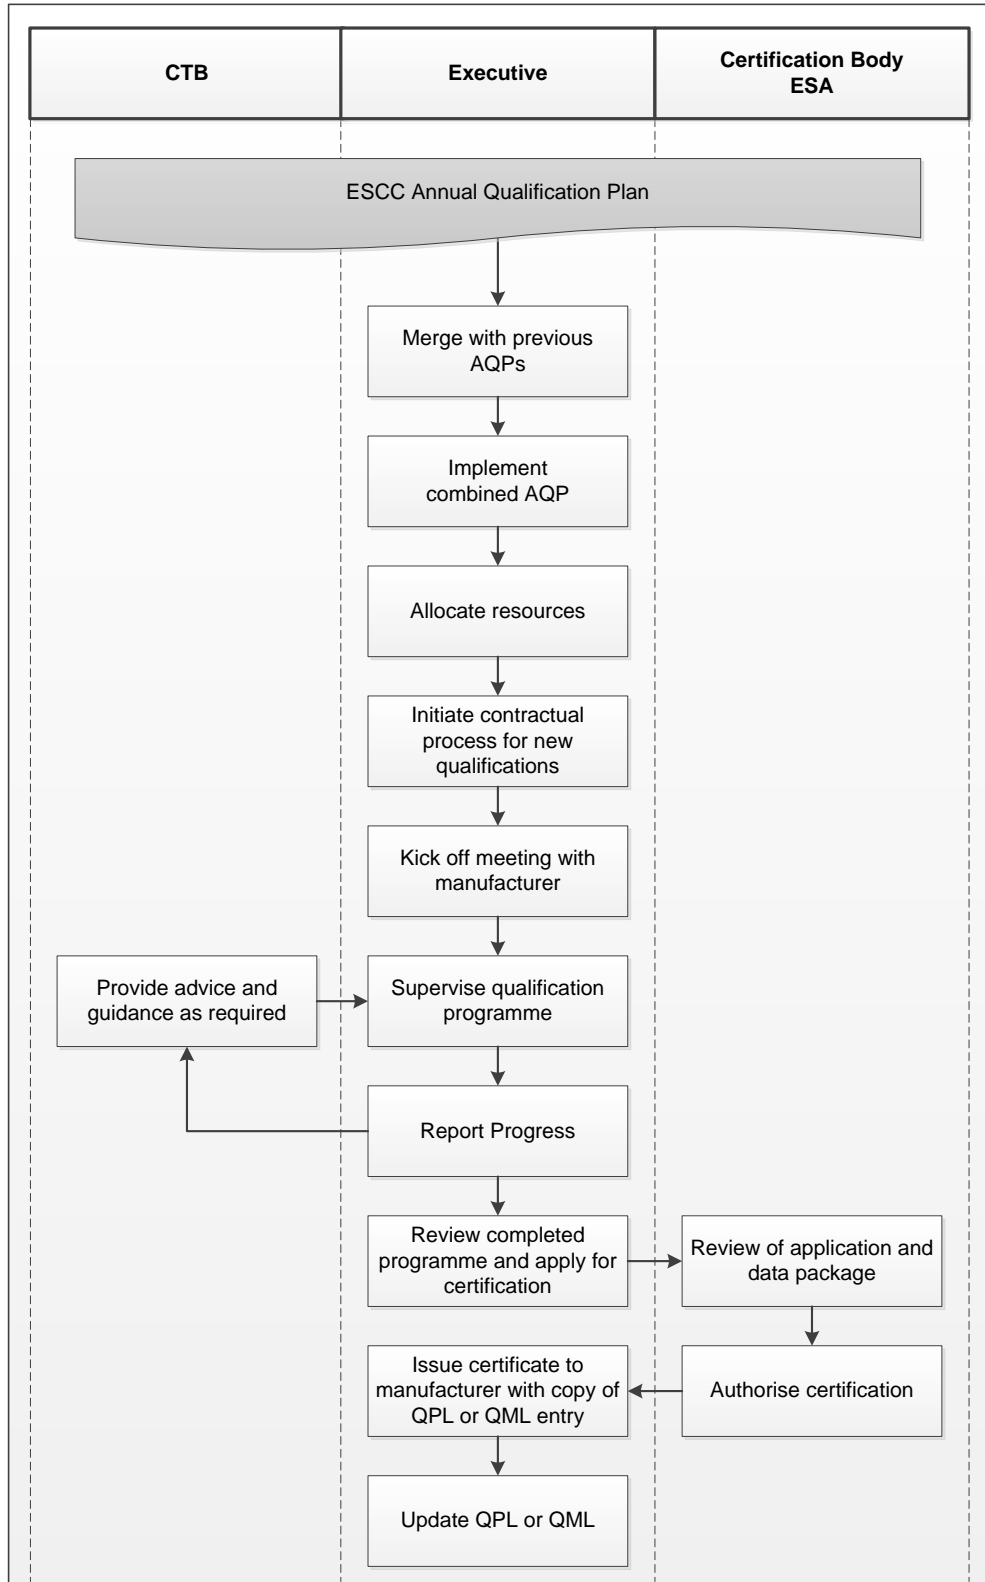 CTB
Executive
Certification Body
ESA
ESCC Annual Qualification Plan
Merge with previous
AQPs
Implement
combined AQP
Allocate resources
Initiate contractual
process for new
qualifications
Kick off meeting with
manufacturer
Provide advice and
guidance as required
Supervise qualification
programme
Report Progress
Review completed
programme and apply for
certification
Review of application and
data package
Issue certificate to
manufacturer with copy of
QPL or QML entry
Authorise certification
Update QPL or QML